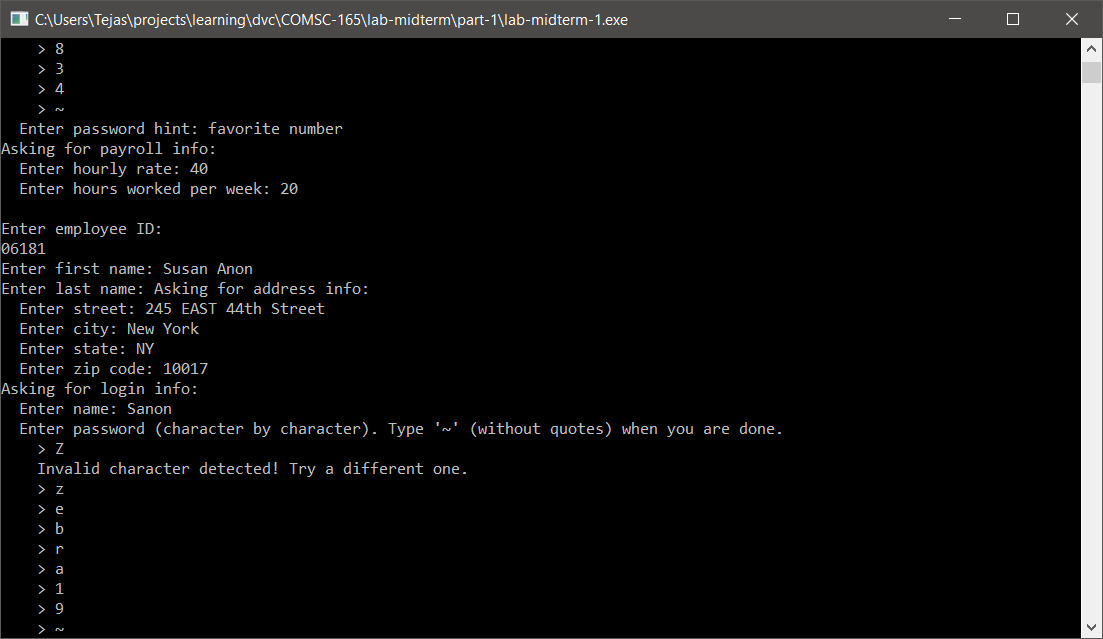 C:\Users\Tejas\projects\learning\dvc\COMSC-165\lab-midterm\part-1\lab-midterm-1.exe
> 8
> 3
> 4
> ~
Enter password hint: favorite number
Asking for payroll info:
Enter hourly rate: 40
Enter hours worked per week: 20
Enter employee ID:
06181
Enter first name: Susan Anon
Enter last name: Asking for address info:
Enter street: 245 EAST 44th Street
Enter city: New York
Enter state: NY
Enter zip code: 10017
Asking for login info:
Enter name: Sanon
Enter password (character by character). Type '~' (without quotes) when you are done.
> Z
Invalid character detected! Try a different one.
> z
> e
> b
> r
> a
> 1
> 9
> ~